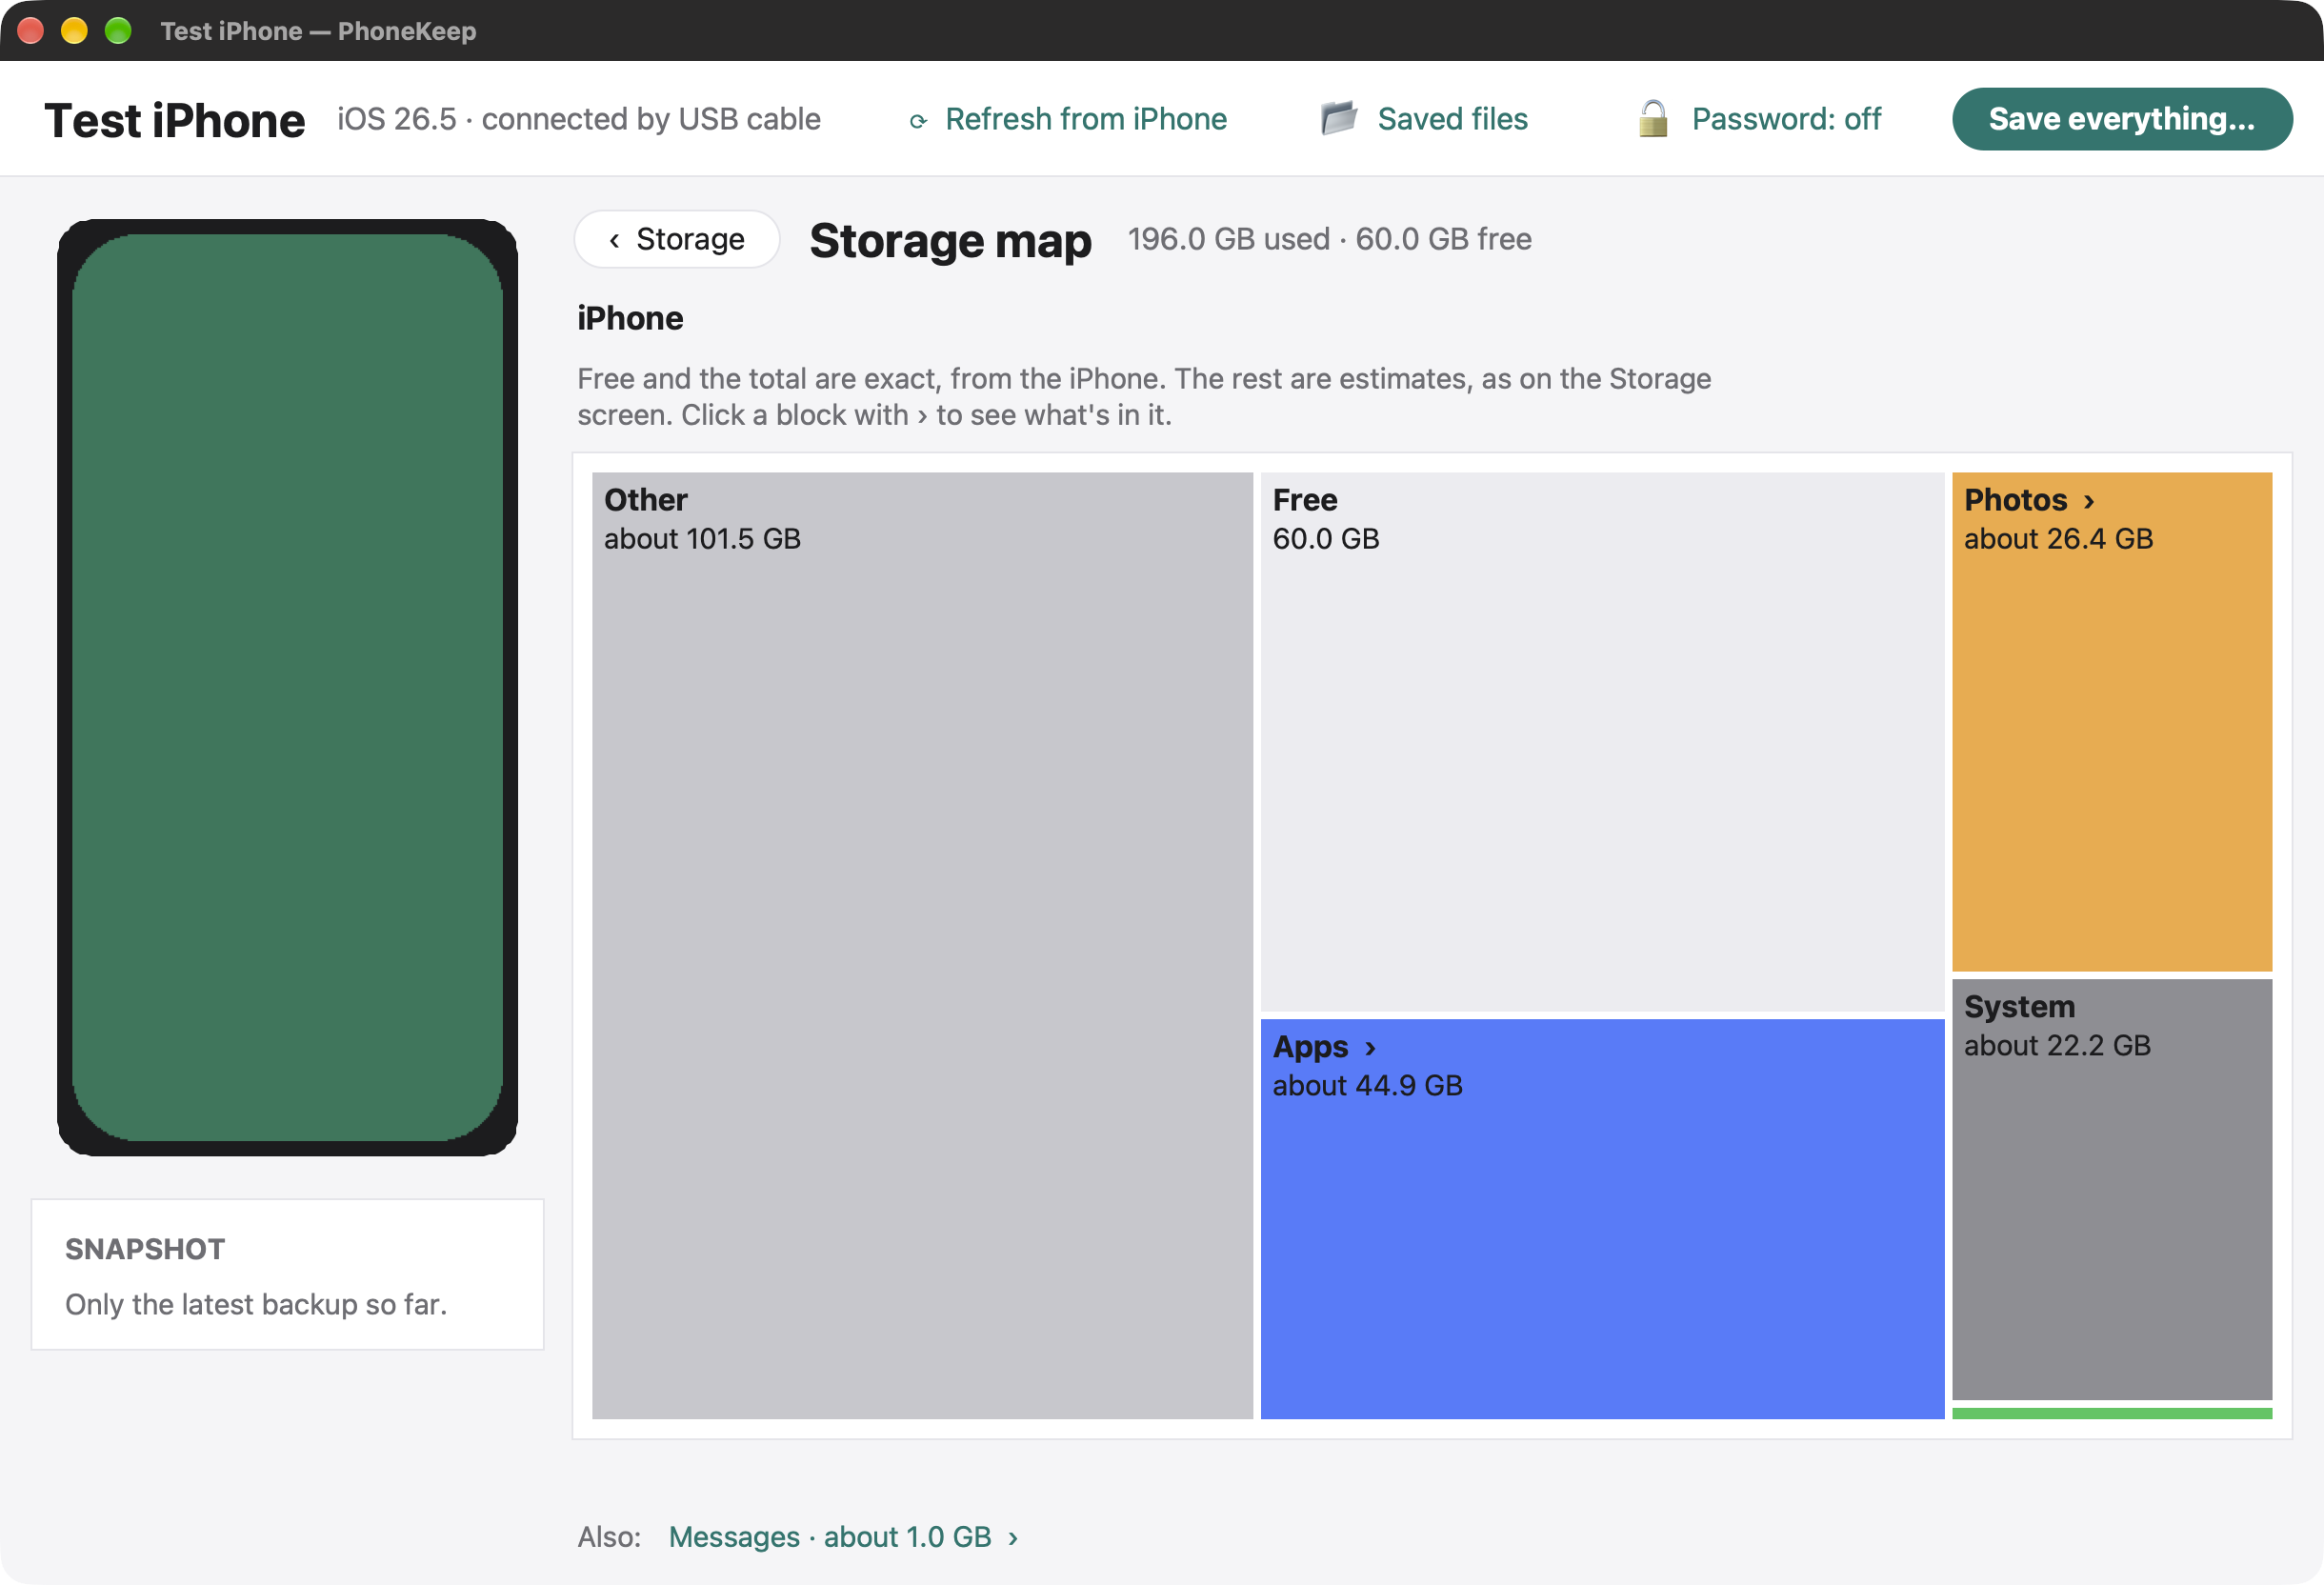 Test iPhone — PhoneKeep
Test iPhone iOS 26.5 · connected by USB cable ⟳ Refresh from iPhone Saved files Password: off Save everything...
‹ Storage Storage map 196.0 GB used · 60.0 GB free
iPhone
Free and the total are exact, from the iPhone. The rest are estimates, as on the Storage
screen. Click a block with › to see what's in it.
Other
about 101.5 GB
Free
60.0 GB
Photos ›
about 26.4 GB
Apps ›
about 44.9 GB
System
about 22.2 GB
SNAPSHOT
Only the latest backup so far.
Also: Messages · about 1.0 GB ›